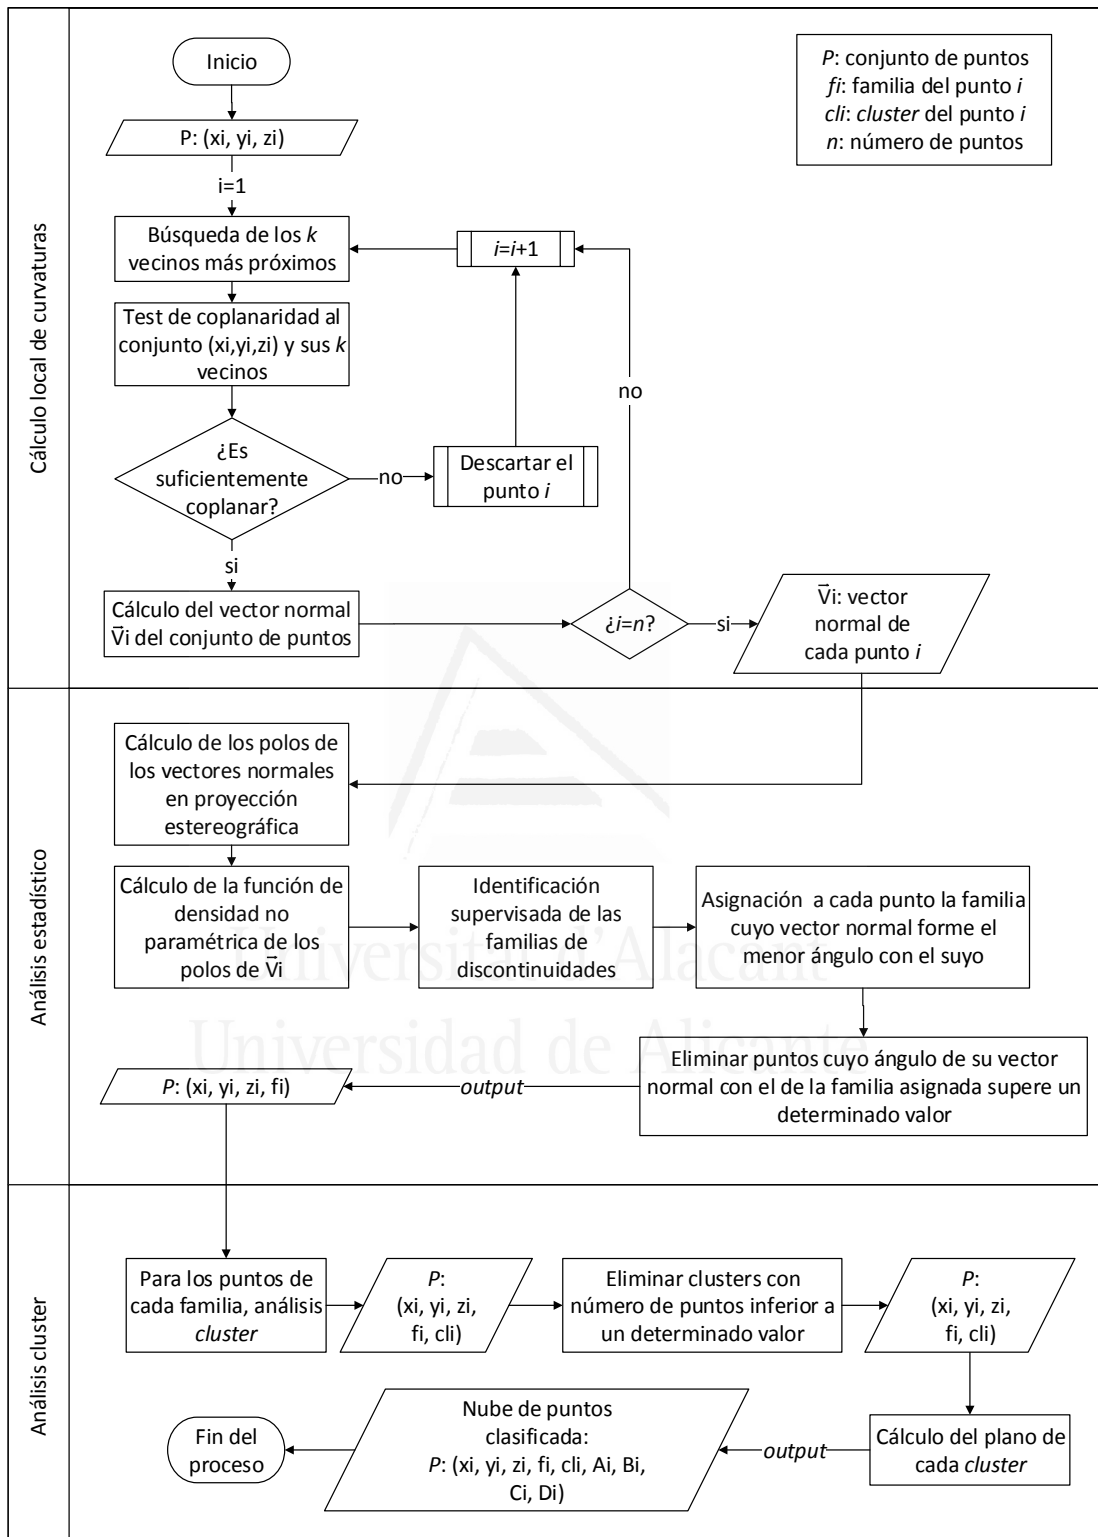 Cálculo local de curvaturas
Inicio
P: conjunto de puntos
fi: familia del punto i
cli: cluster del punto i
n: número de puntos
P: (xi, yi, zi)
i=1
Búsqueda de los k
vecinos más próximos
i=i+1
Test de coplanaridad al
conjunto (xi,yi,zi) y sus k
vecinos
no
¿Es
suficientemente
coplanar?
no
Descartar el
punto i
si
Cálculo del vector normal
V⃗i del conjunto de puntos
¿i=n?
si
V⃗i: vector
normal de
cada punto i
Análisis estadístico
Cálculo de los polos de
los vectores normales
en proyección
estereográfica
Cálculo de la función de
densidad no
paramétrica de los
polos de V⃗i
Identificación
supervisada de las
familias de
discontinuidades
Asignación  a cada punto la familia
cuyo vector normal forme el
menor ángulo con el suyo
Universitat d'Alacant
Universidad de Alicante
Eliminar puntos cuyo ángulo de su vector
normal con el de la familia asignada supere un
determinado valor
output
P: (xi, yi, zi, fi)
Análisis cluster
Para los puntos de
cada familia, análisis
cluster
P:
(xi, yi, zi,
fi, cli)
Eliminar clusters con
número de puntos inferior a
un determinado valor
P:
(xi, yi, zi,
fi, cli)
Cálculo del plano de
cada cluster
output
Nube de puntos
clasificada:
P: (xi, yi, zi, fi, cli, Ai, Bi,
Ci, Di)
Fin del
proceso